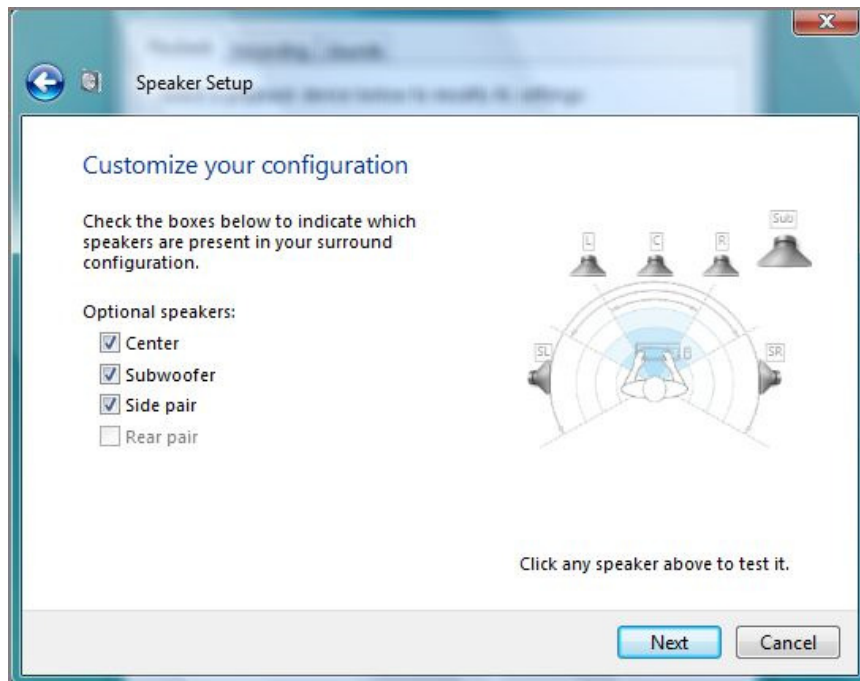 Speaker Setup
Customize your configuration
Check the boxes below to indicate which
speakers are present in your surround
configuration.
Optional speakers:
Center
Subwoofer
Side pair
Rear pair
Sub
L C R
SL SR
Click any speaker above to test it.
Next Cancel